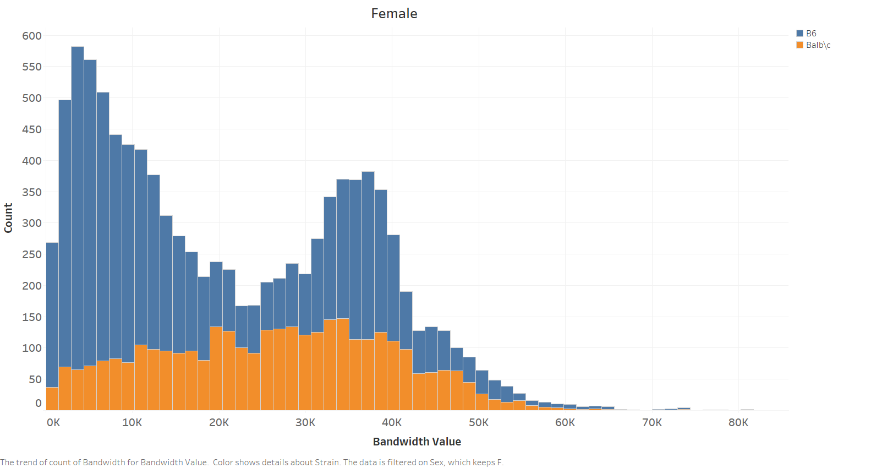 Female
B6
Balb\c
600
550
500
450
400
350
300
250
200
150
100
50
0
Count
0K 10K 20K 30K 40K 50K 60K 70K 80K
Bandwidth Value
The trend of count of Bandwidth for Bandwidth Value. Color shows details about Strain. The data is filtered on Sex, which keeps F.